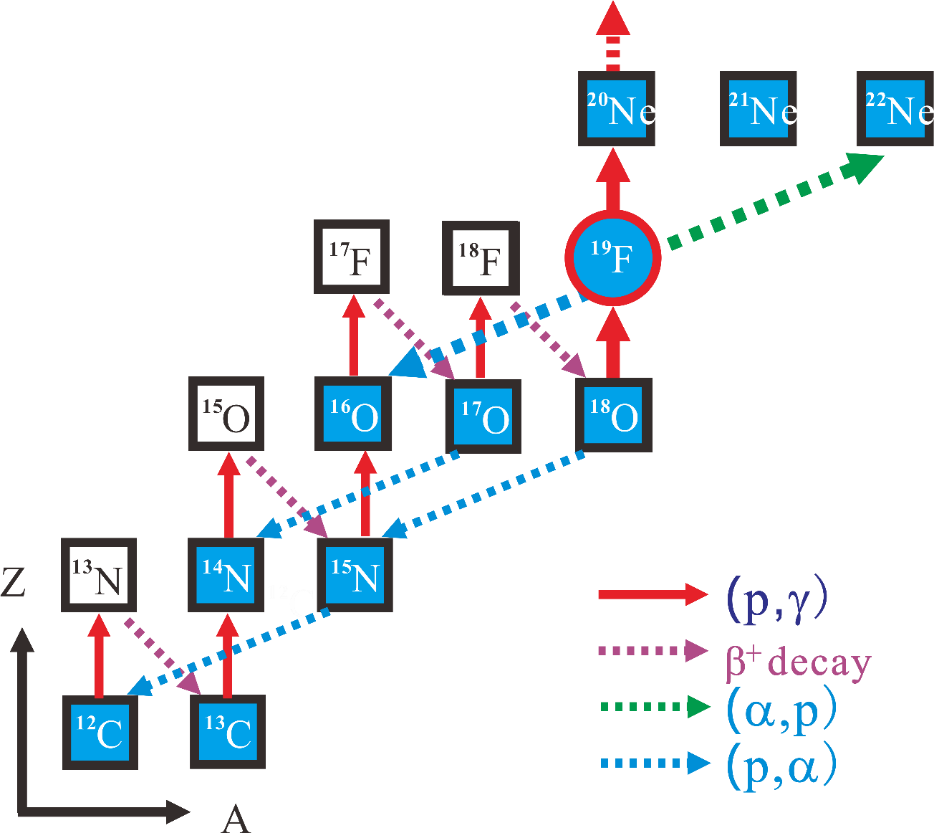 ²⁰Ne ²¹Ne ²²Ne
¹⁷F ¹⁸F ¹⁹F
¹⁵O ¹⁶O ¹⁷O ¹⁸O
Z ¹³N ¹⁴N ¹⁵N
(p,γ)
β⁺ decay
¹²C ¹³C (α,p)
(p,α)
A